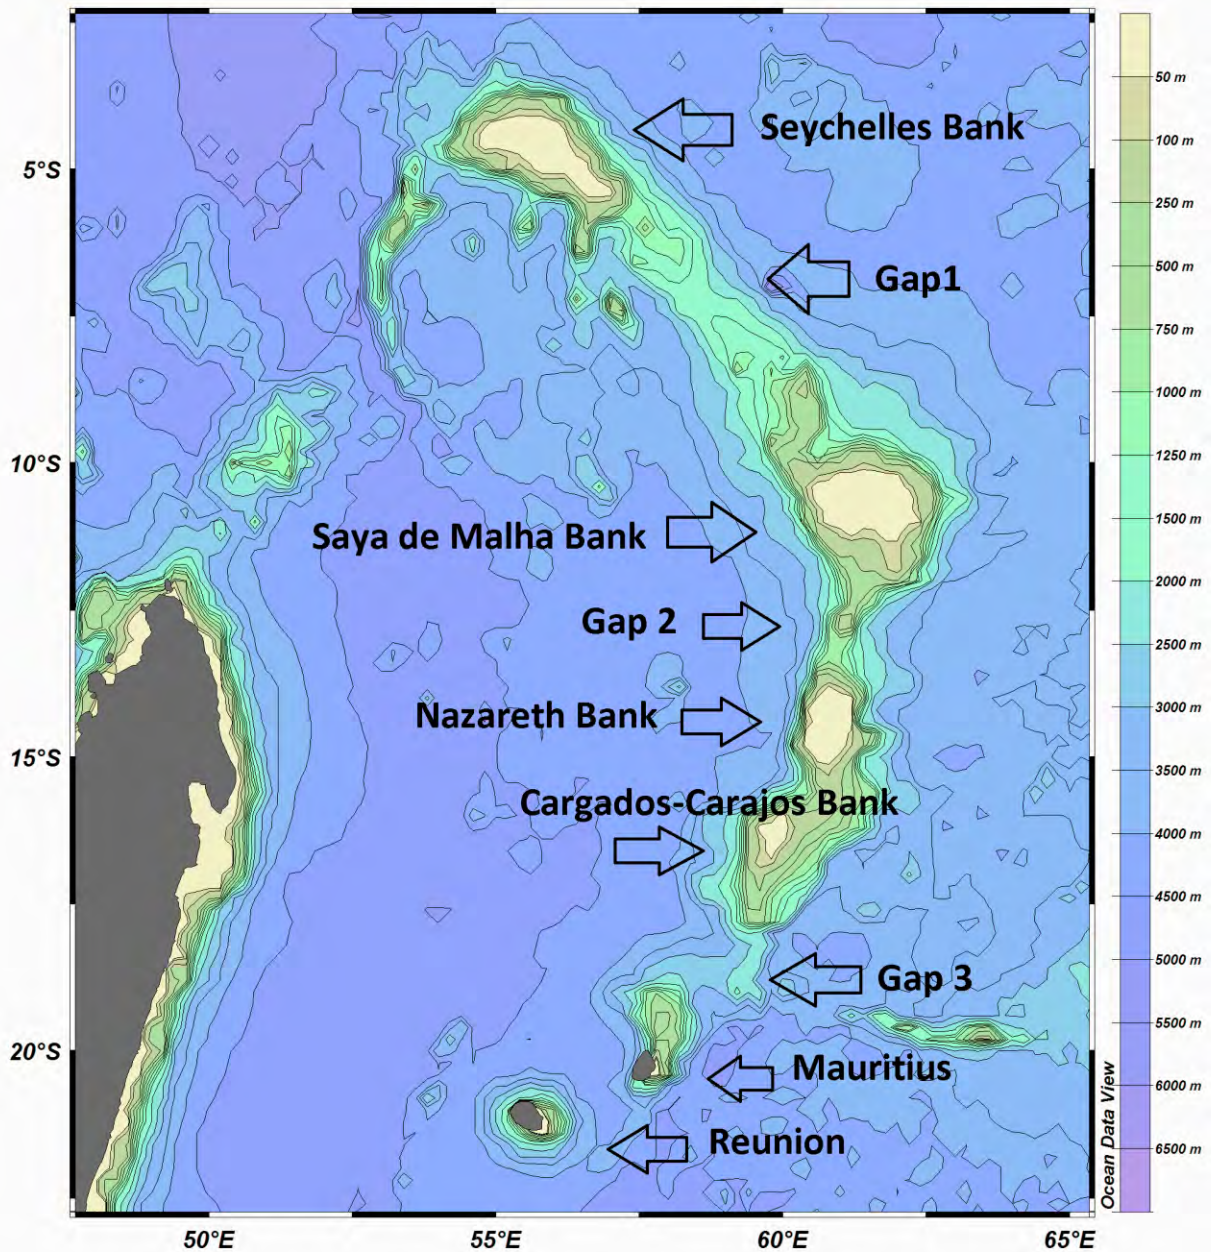 Seychelles Bank
Gap1
Saya de Malha Bank
Gap 2
Nazareth Bank
Cargados-Carajos Bank
Gap 3
Mauritius
Reunion
5°S
10°S
15°S
20°S
50°E
55°E
60°E
65°E
50 m
100 m
250 m
500 m
750 m
1000 m
1250 m
1500 m
2000 m
2500 m
3000 m
3500 m
4000 m
4500 m
5000 m
5500 m
6000 m
6500 m
Ocean Data View